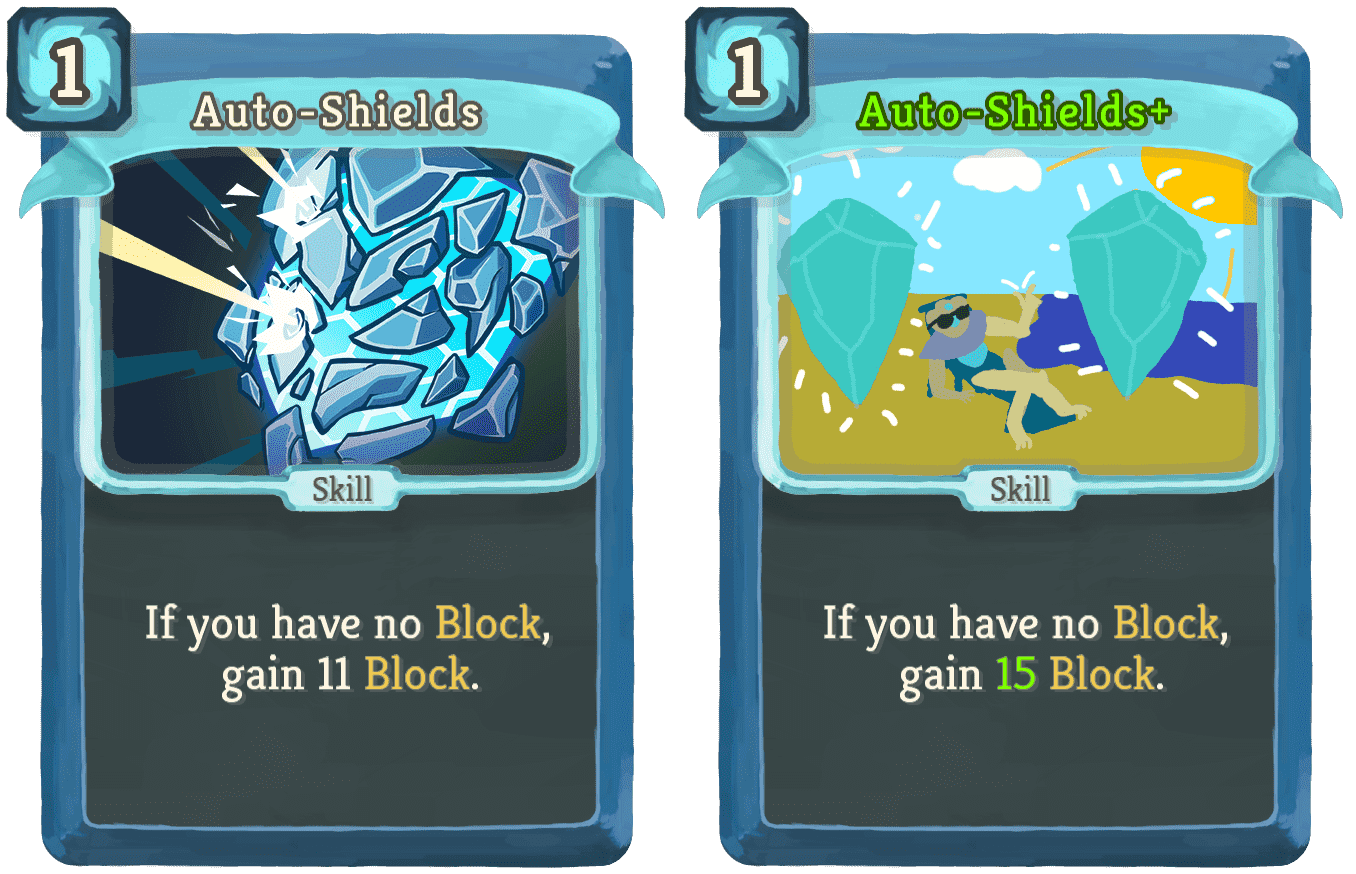 1
Auto-Shields
Skill
If you have no Block,
gain 11 Block.
1
Auto-Shields+
Skill
If you have no Block,
gain 15 Block.